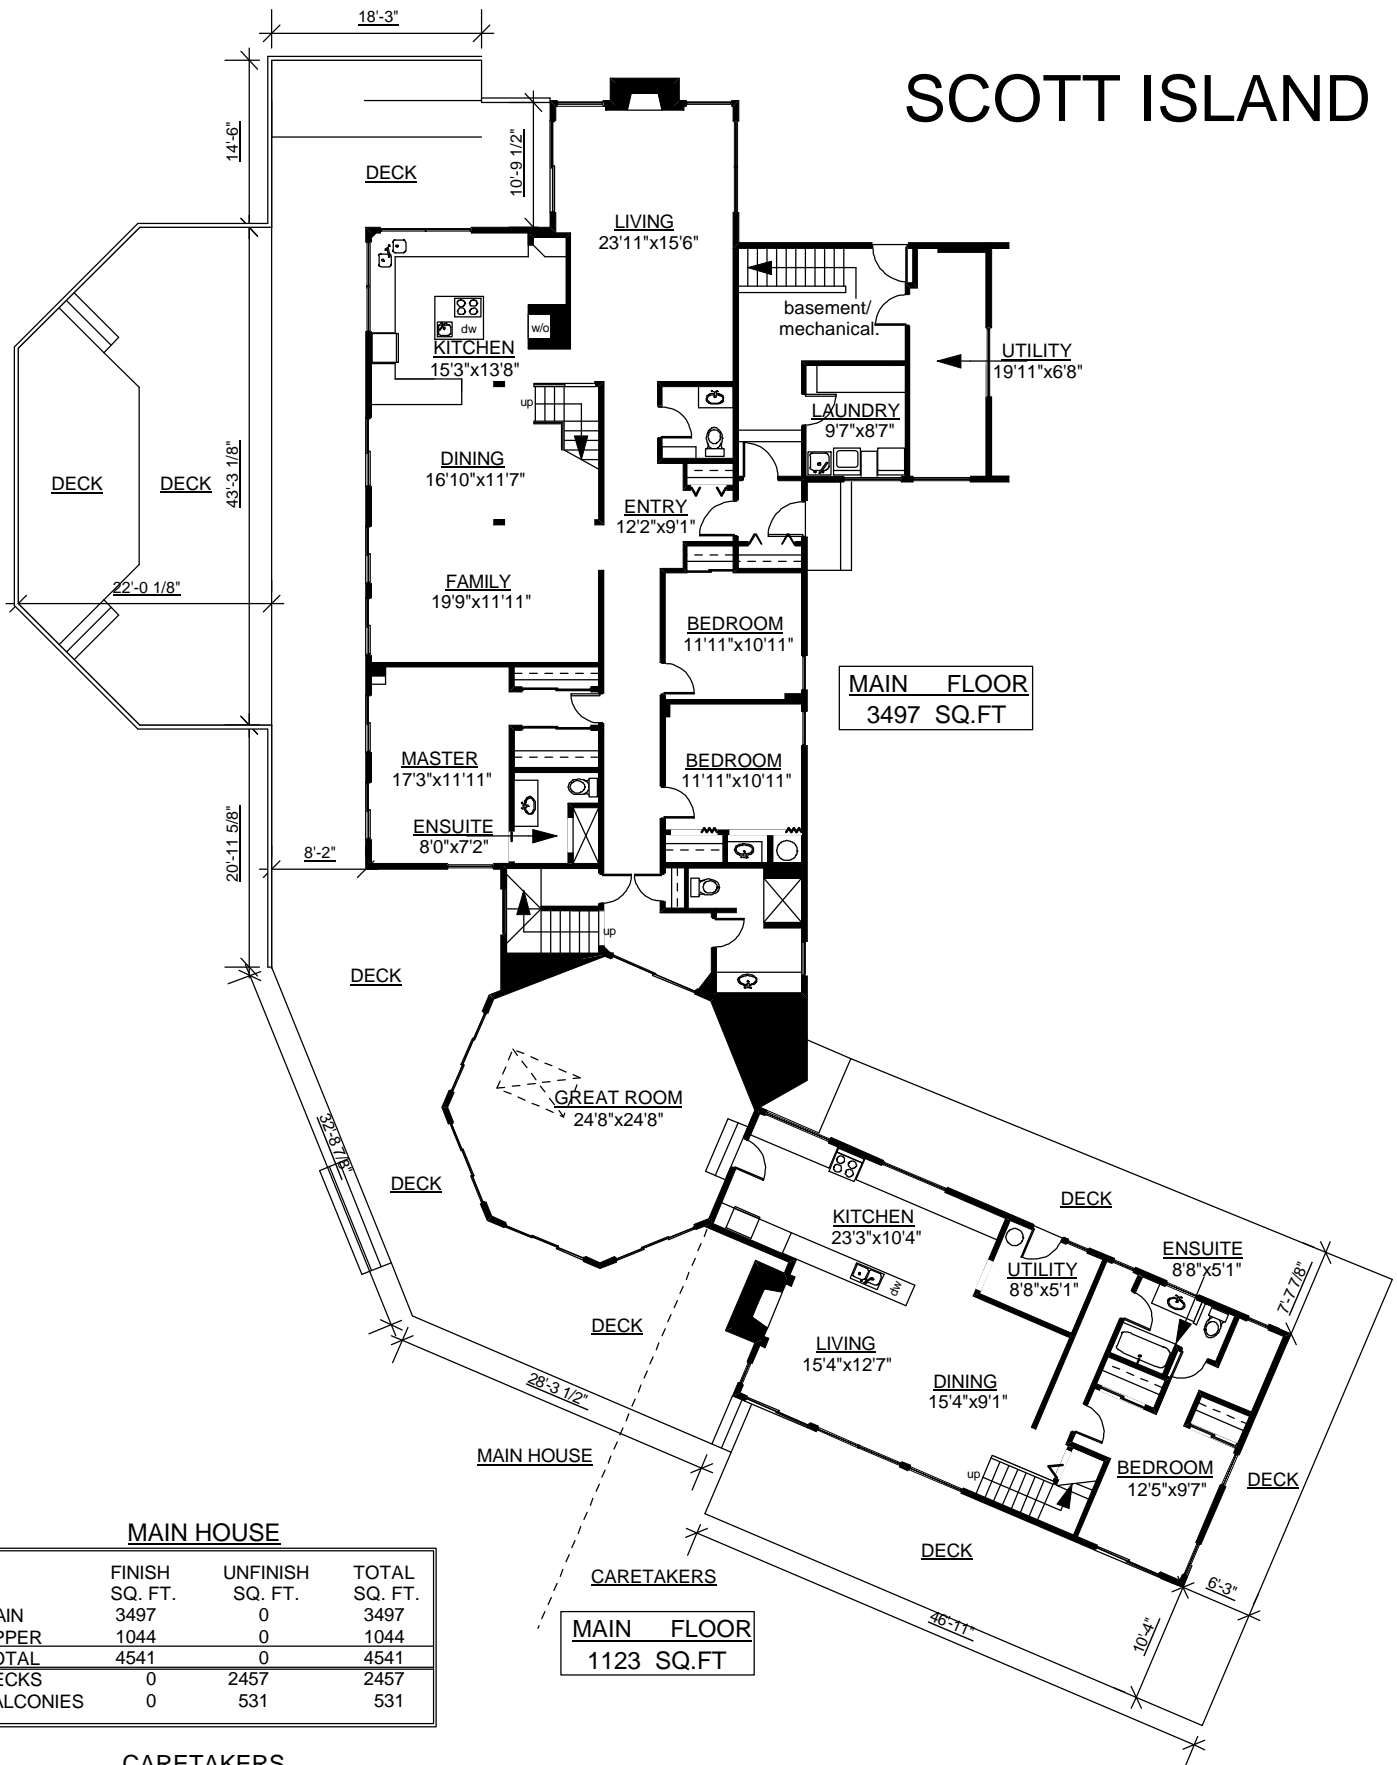 18'-3"
SCOTT ISLAND
14'-6"
10'-9 1/2"
DECK
LIVING
23'11"x15'6"
basement/
mechanical.
dw
w/o
KITCHEN
15'3"x13'8"
UTILITY
19'11"x6'8"
up
LAUNDRY
9'7"x8'7"
DINING
16'10"x11'7"
DECK
DECK
43'-3 1/8"
ENTRY
12'2"x9'1"
22'-0 1/8"
FAMILY
19'9"x11'11"
BEDROOM
11'11"x10'11"
MAIN FLOOR
3497 SQ.FT
MASTER
17'3"x11'11"
BEDROOM
11'11"x10'11"
20'-11 5/8"
8'-2"
ENSUITE
8'0"x7'2"
up
DECK
GREAT ROOM
24'8"x24'8"
32'-8 7/8"
DECK
DECK
KITCHEN
23'3"x10'4"
ENSUITE
8'8"x5'1"
UTILITY
8'8"x5'1"
7'-7 7/8"
dw
DECK
LIVING
15'4"x12'7"
DINING
15'4"x9'1"
28'-3 1/2"
MAIN HOUSE
up
BEDROOM
12'5"x9'7"
DECK
DECK
CARETAKERS
6'-3"
46'-11"
10'-4"
MAIN FLOOR
1123 SQ.FT
MAIN HOUSE
FINISH UNFINISH TOTAL
SQ. FT. SQ. FT. SQ. FT.
AIN 3497 0 3497
PPER 1044 0 1044
OTAL 4541 0 4541
ECKS 0 2457 2457
ALCONIES 0 531 531
CARETAKERS